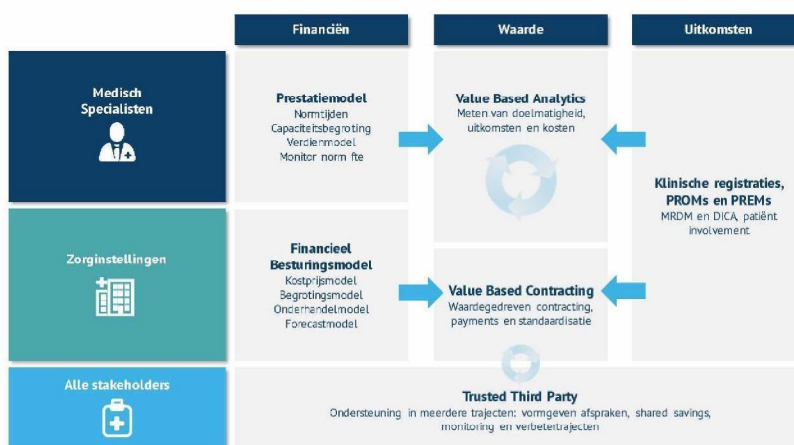 Financiën
Waarde
Uitkomsten
Medisch
Specialisten
Prestatiemodel
Normtijden
Capaciteitsbegroting
Verdienmodel
Monitor norm fte
Value Based Analytics
Meten van doelmatigheid,
uitkomsten en kosten
Klinische registraties,
PROMs en PREMs
MRDM en DICA, patiënt
involvement
Zorginstellingen
Financieel
Besturingsmodel
Kostprijsmodel
Begrotingsmodel
Onderhandelmodel
Forecastmodel
Value Based Contracting
Waardegedreven contracting,
payments en standaardisatie
Alle stakeholders
Trusted Third Party
Ondersteuning in meerdere trajecten: vormgeven afspraken, shared savings,
monitoring en verbetertrajecten